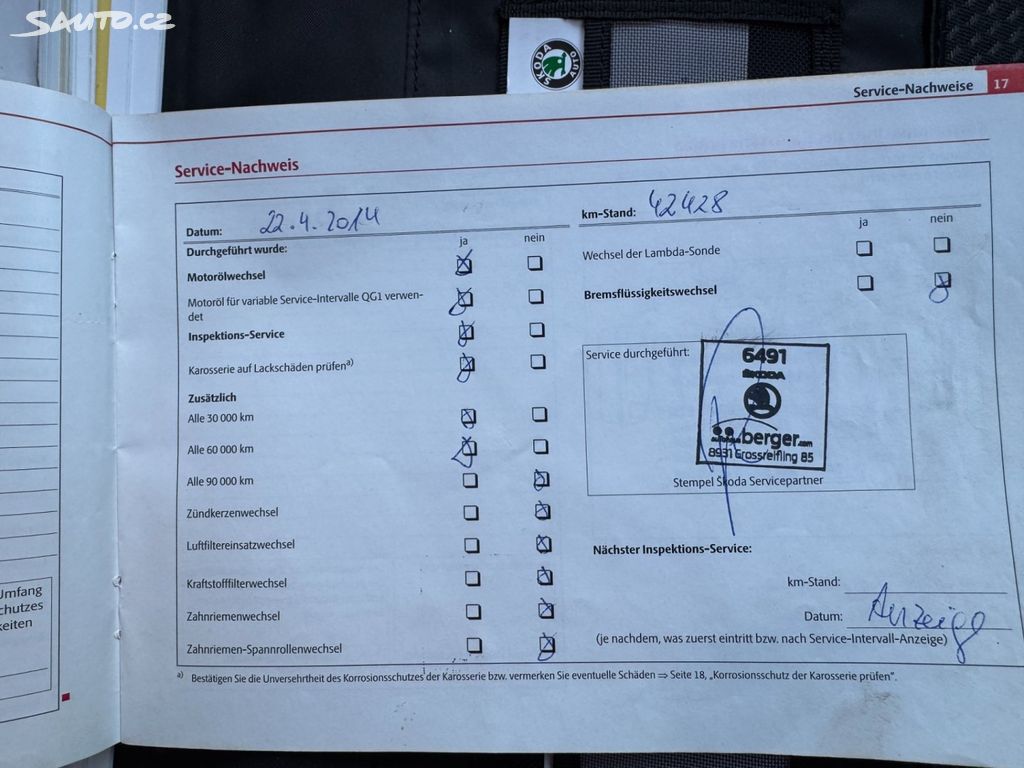 SAUTO.CZ
ŠKODA AUTO
Service-Nachweise 17
Service-Nachweis
Datum: 22.4.2014
km-Stand: 42428
Durchgeführt wurde: ja nein
Motorölwechsel
Motoröl für variable Service-Intervalle QG1 verwen-
det
Inspektions-Service
Karosserie auf Lackschäden prüfen a)
Zusätzlich
Alle 30 000 km
Alle 60 000 km
Alle 90 000 km
Zündkerzenwechsel
Luftfiltereinsatzwechsel
Kraftstofffilterwechsel
Zahnriemenwechsel
Zahnriemen-Spannrollenwechsel
ja nein
Wechsel der Lambda-Sonde
Bremsflüssigkeitswechsel
Service durchgeführt:
6491
ŠKODA
berger.com
8931 Grossreifling 85
Stempel Škoda Servicepartner
Nächster Inspektions-Service:
km-Stand:
Datum: Anzeige
(je nachdem, was zuerst eintritt bzw. nach Service-Intervall-Anzeige)
a) Bestätigen Sie die Unversehrtheit des Korrosionsschutzes der Karosserie bzw. vermerken Sie eventuelle Schäden ⇒ Seite 18, „Korrosionsschutz der Karosserie prüfen“.
Umfang
chutzes
keiten